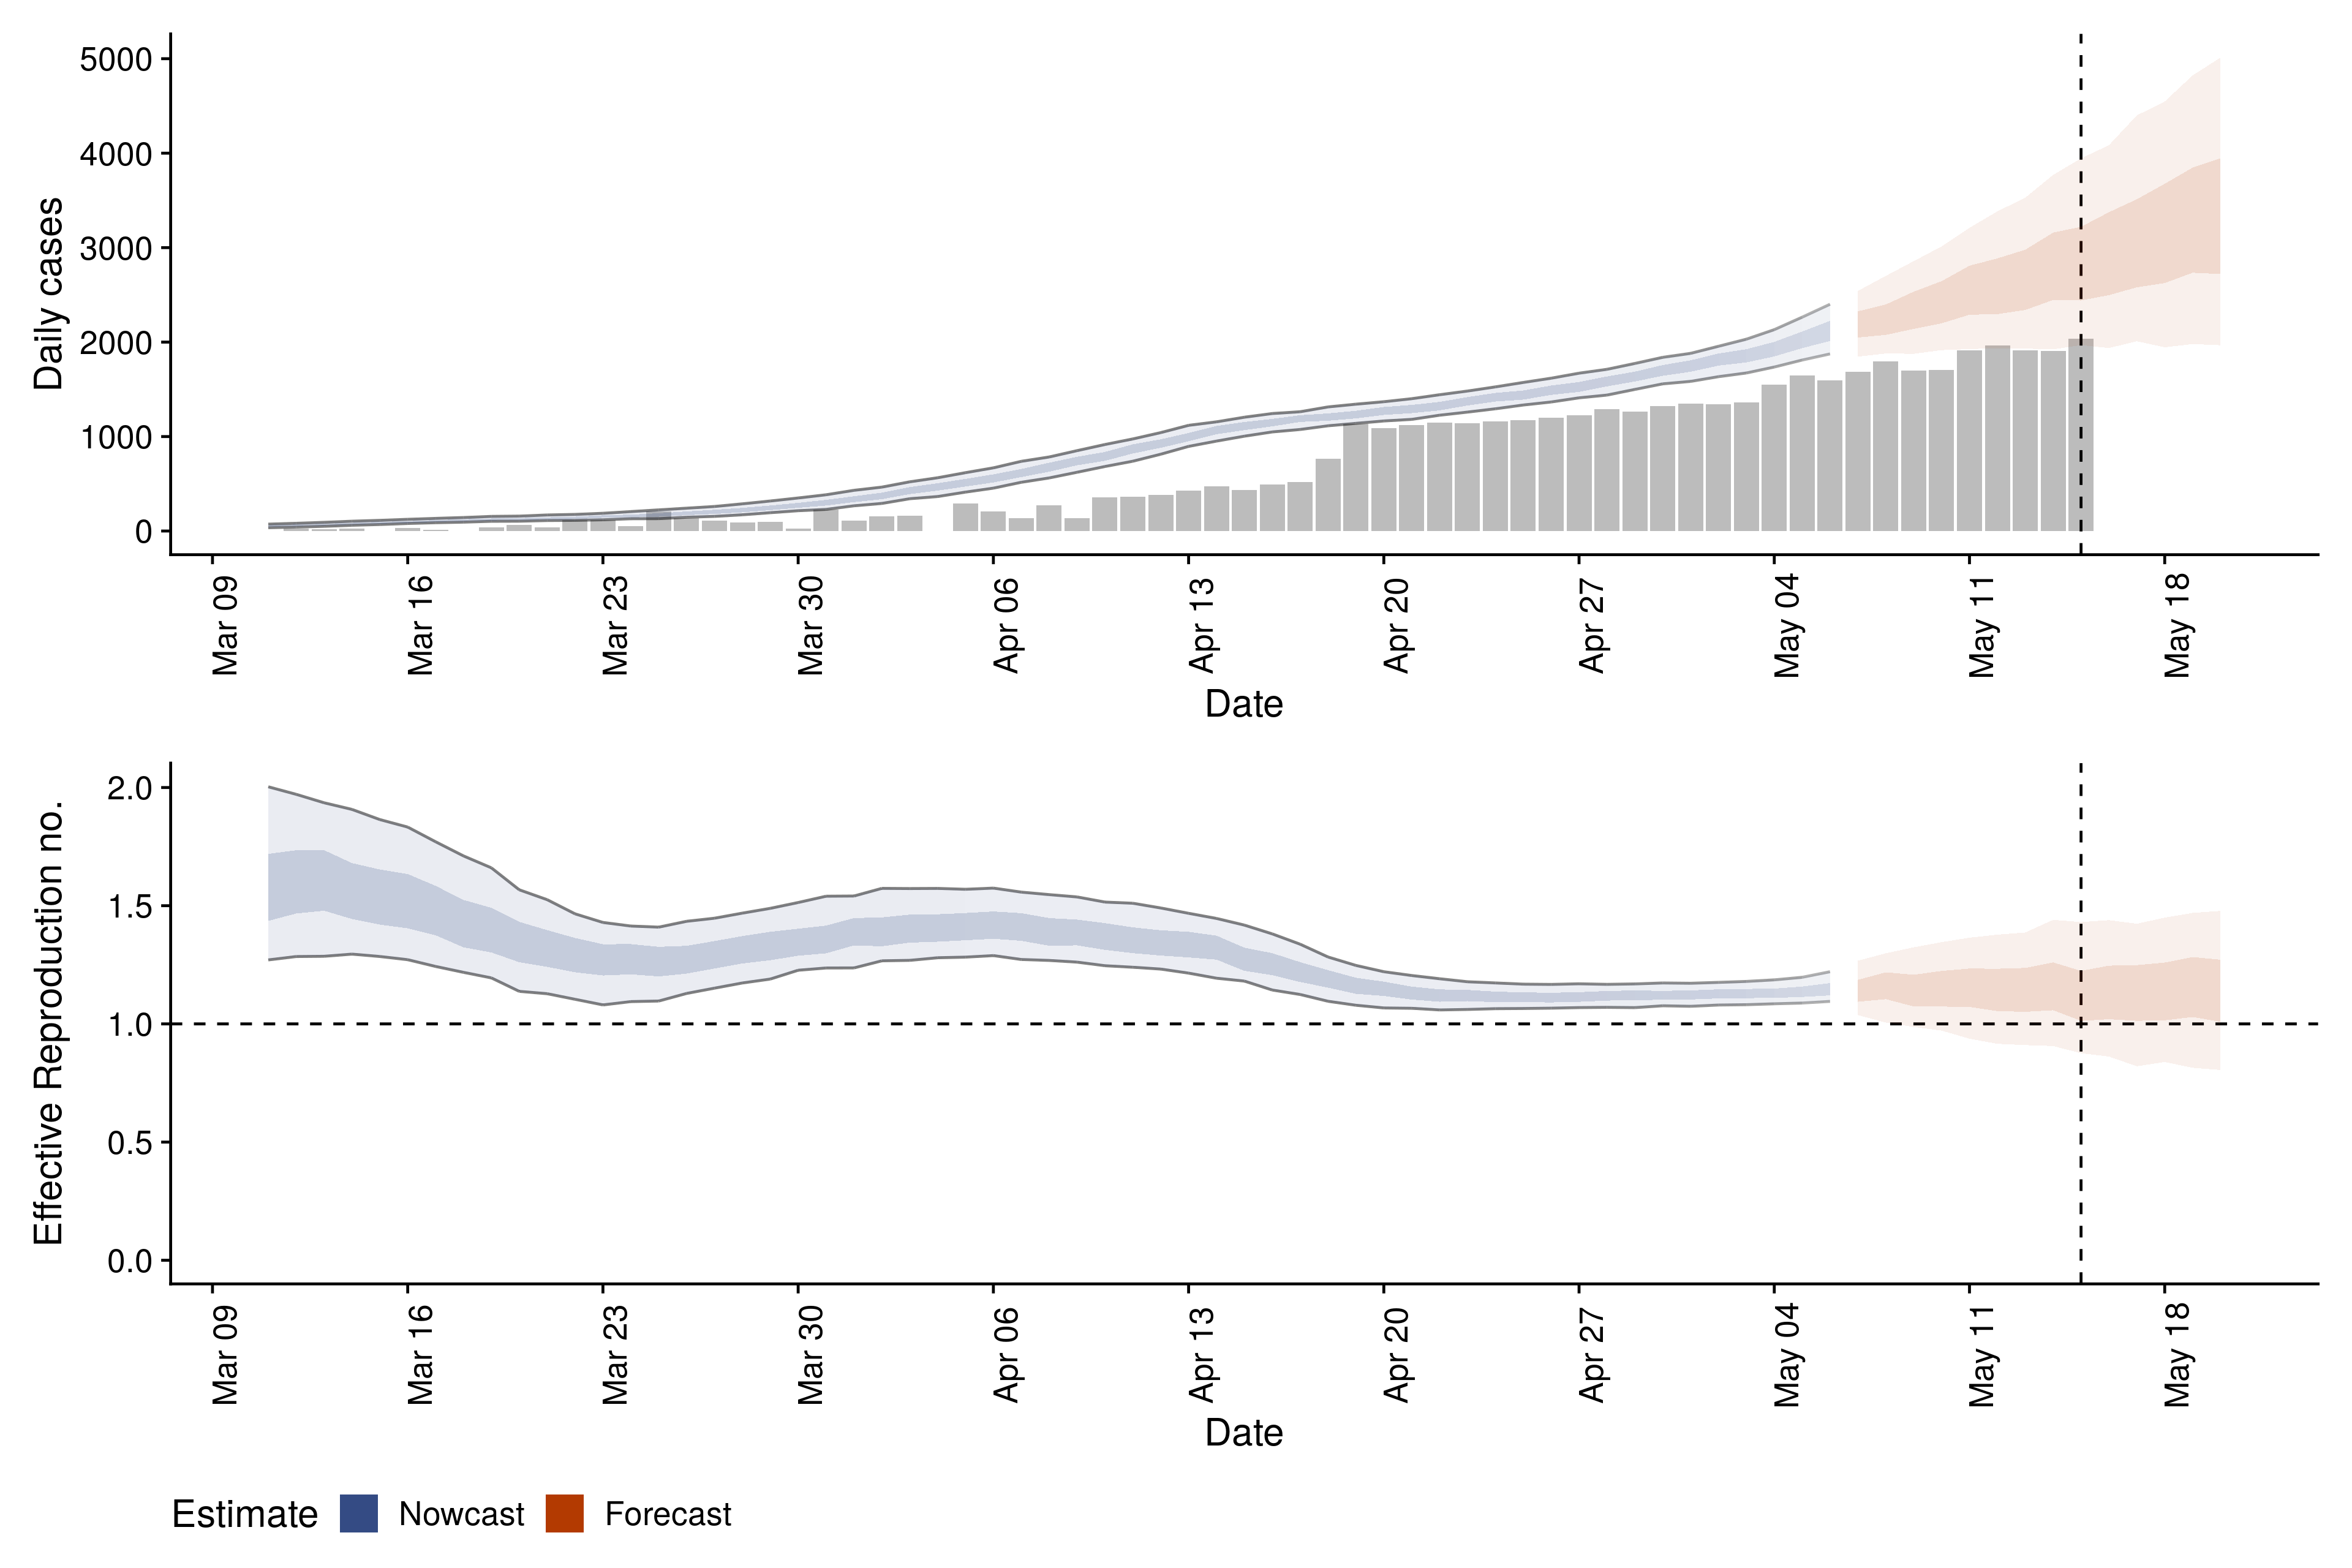 5000
4000
3000
2000
1000
0
Daily cases
Mar 09
Mar 16
Mar 23
Mar 30
Apr 06
Apr 13
Apr 20
Apr 27
May 04
May 11
May 18
Date
2.0
1.5
1.0
0.5
0.0
Effective Reproduction no.
Mar 09
Mar 16
Mar 23
Mar 30
Apr 06
Apr 13
Apr 20
Apr 27
May 04
May 11
May 18
Date
Estimate Nowcast Forecast